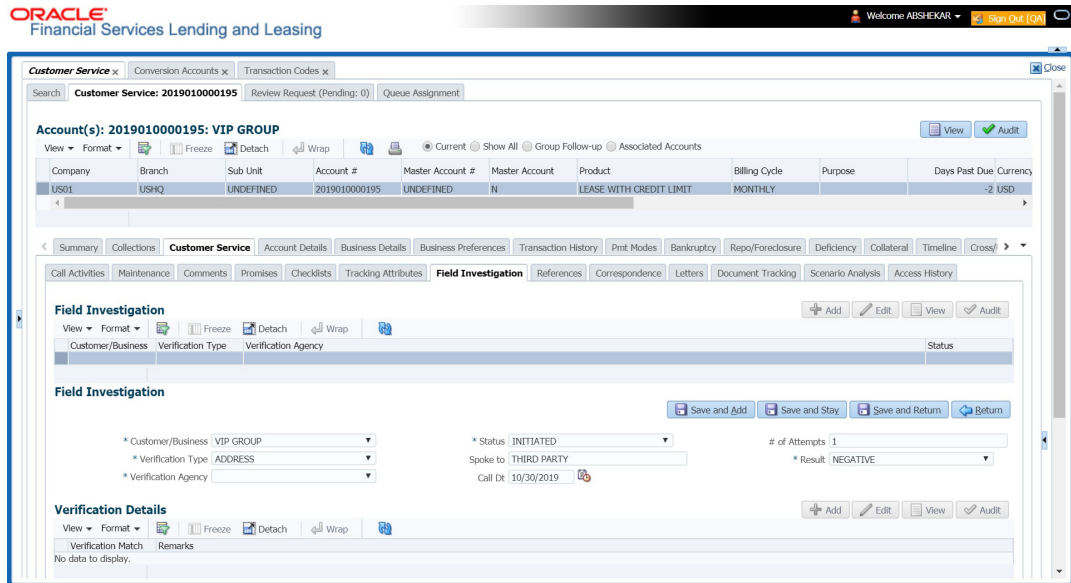 ORACLE
Financial Services Lending and Leasing
Welcome ABSHEKAR
Sign Out [QA]
Close
Customer Service x Conversion Accounts x Transaction Codes x
Search Customer Service: 2019010000195 Review Request (Pending: 0) Queue Assignment
Account(s): 2019010000195: VIP GROUP
View Audit
View Format Freeze Detach Wrap Current Show All Group Follow-up Associated Accounts
Company Branch Sub Unit Account # Master Account # Master Account Product Billing Cycle Purpose Days Past Due Currency
US01 USHQ UNDEFINED 2019010000195 UNDEFINED N LEASE WITH CREDIT LIMIT MONTHLY -2 USD
Summary Collections Customer Service Account Details Business Details Business Preferences Transaction History Pmt Modes Bankruptcy Repo/Foreclosure Deficiency Collateral Timeline Cross/
Call Activities Maintenance Comments Promises Checklists Tracking Attributes Field Investigation References Correspondence Letters Document Tracking Scenario Analysis Access History
Field Investigation
Add Edit View Audit
View Format Freeze Detach Wrap
Customer/Business Verification Type Verification Agency Status
Field Investigation
Save and Add Save and Stay Save and Return Return
* Customer/Business VIP GROUP * Status INITIATED # of Attempts 1
* Verification Type ADDRESS Spoke to THIRD PARTY * Result NEGATIVE
* Verification Agency Call Dt 10/30/2019
Verification Details
Add Edit View Audit
View Format Freeze Detach Wrap
Verification Match Remarks
No data to display.